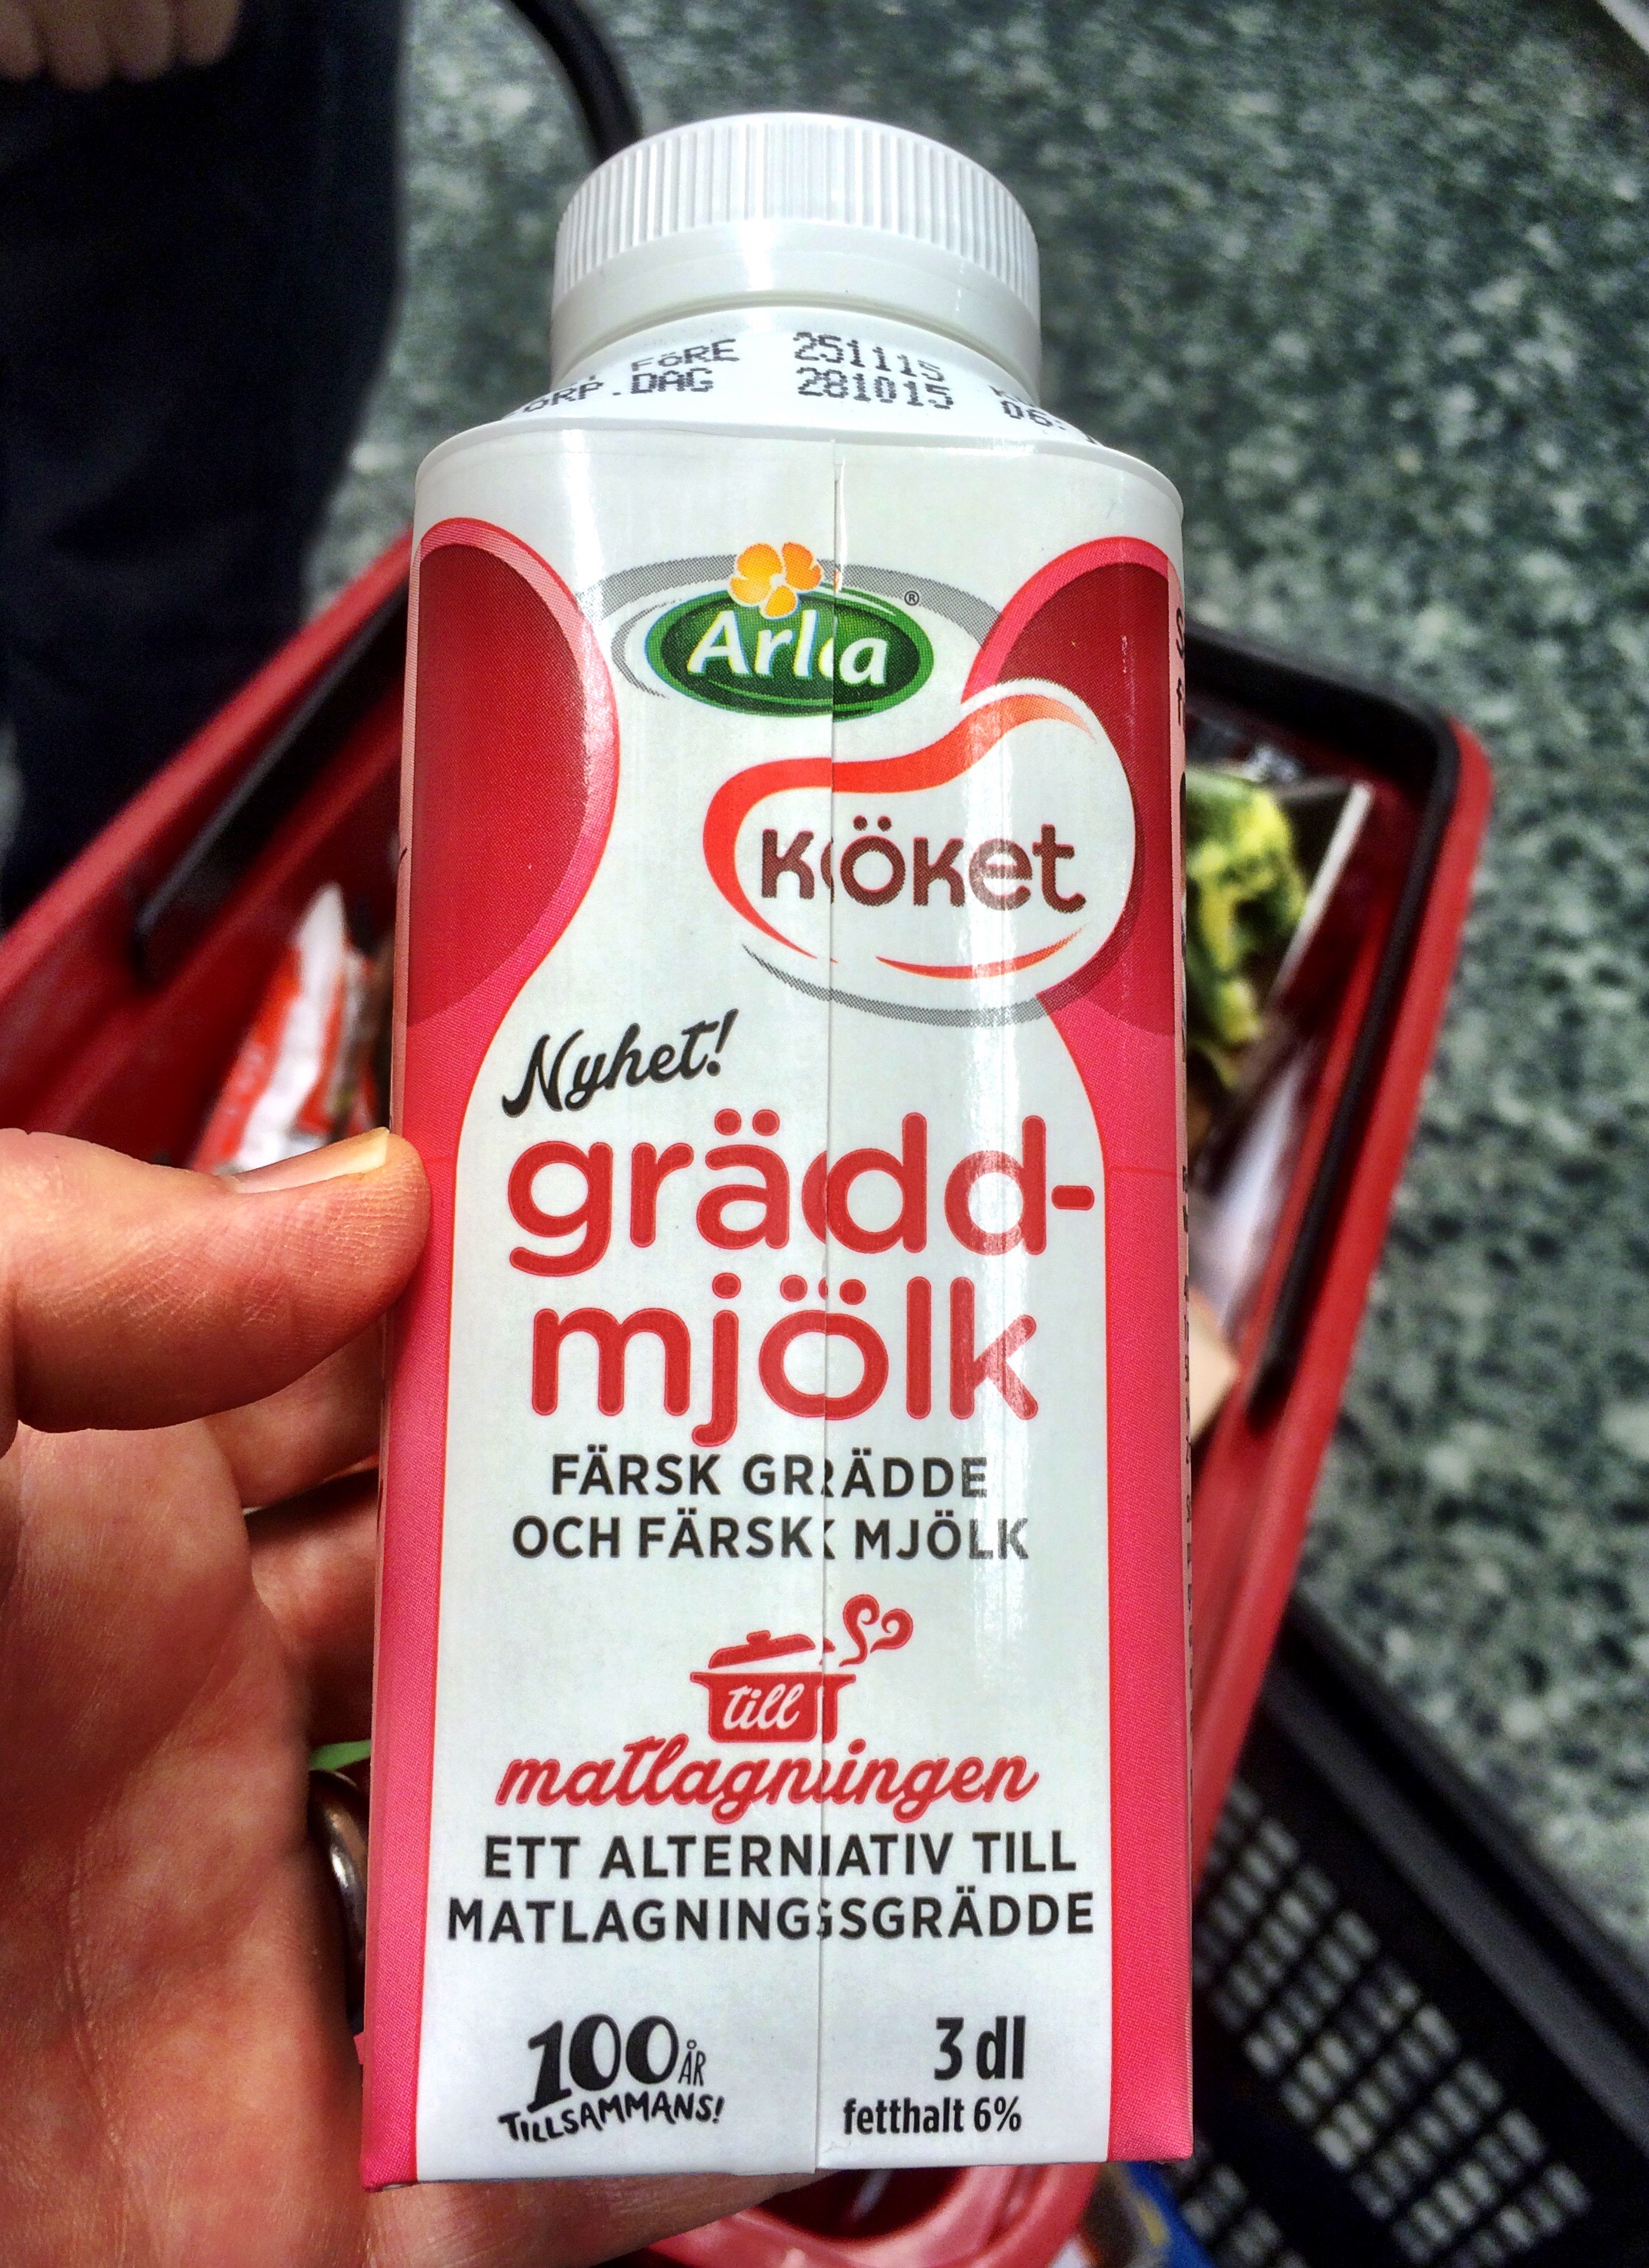 FÖRE 251115
FÖRP.DAG 281015
Arla®
Köket
Nyhet!
grädd-
mjölk
FÄRSK GRÄDDE
OCH FÄRSK MJÖLK
till
matlagningen
ETT ALTERNATIV TILL
MATLAGNINGSGRÄDDE
100 ÅR
TILLSAMMANS!
3 dl
fetthalt 6%